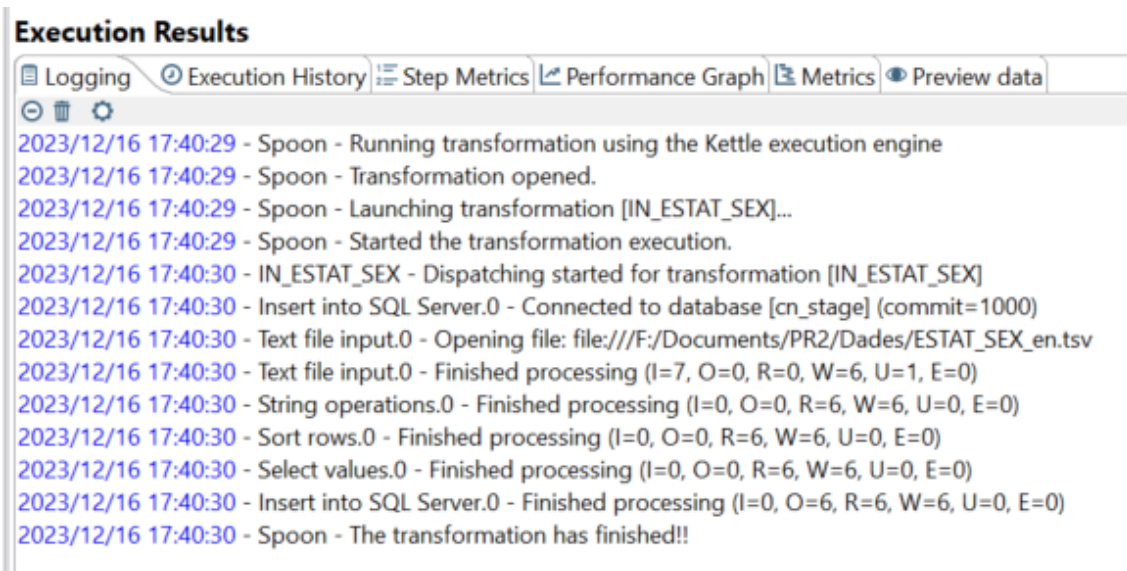 Execution Results
Logging Execution History Step Metrics Performance Graph Metrics Preview data
2023/12/16 17:40:29 - Spoon - Running transformation using the Kettle execution engine
2023/12/16 17:40:29 - Spoon - Transformation opened.
2023/12/16 17:40:29 - Spoon - Launching transformation [IN_ESTAT_SEX]...
2023/12/16 17:40:29 - Spoon - Started the transformation execution.
2023/12/16 17:40:30 - IN_ESTAT_SEX - Dispatching started for transformation [IN_ESTAT_SEX]
2023/12/16 17:40:30 - Insert into SQL Server.0 - Connected to database [cn_stage] (commit=1000)
2023/12/16 17:40:30 - Text file input.0 - Opening file: file:///F:/Documents/PR2/Dades/ESTAT_SEX_en.tsv
2023/12/16 17:40:30 - Text file input.0 - Finished processing (I=7, O=0, R=0, W=6, U=1, E=0)
2023/12/16 17:40:30 - String operations.0 - Finished processing (I=0, O=0, R=6, W=6, U=0, E=0)
2023/12/16 17:40:30 - Sort rows.0 - Finished processing (I=0, O=0, R=6, W=6, U=0, E=0)
2023/12/16 17:40:30 - Select values.0 - Finished processing (I=0, O=0, R=6, W=6, U=0, E=0)
2023/12/16 17:40:30 - Insert into SQL Server.0 - Finished processing (I=0, O=6, R=6, W=6, U=0, E=0)
2023/12/16 17:40:30 - Spoon - The transformation has finished!!